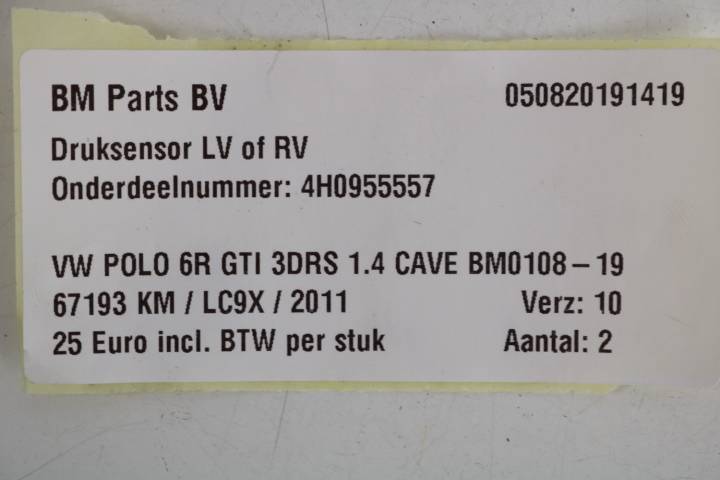 BM Parts BV 050820191419
Druksensor LV of RV
Onderdeelnummer: 4H0955557
VW POLO 6R GTI 3DRS 1.4 CAVE BM0108-19
67193 KM / LC9X / 2011 Verz: 10
25 Euro incl. BTW per stuk Aantal: 2